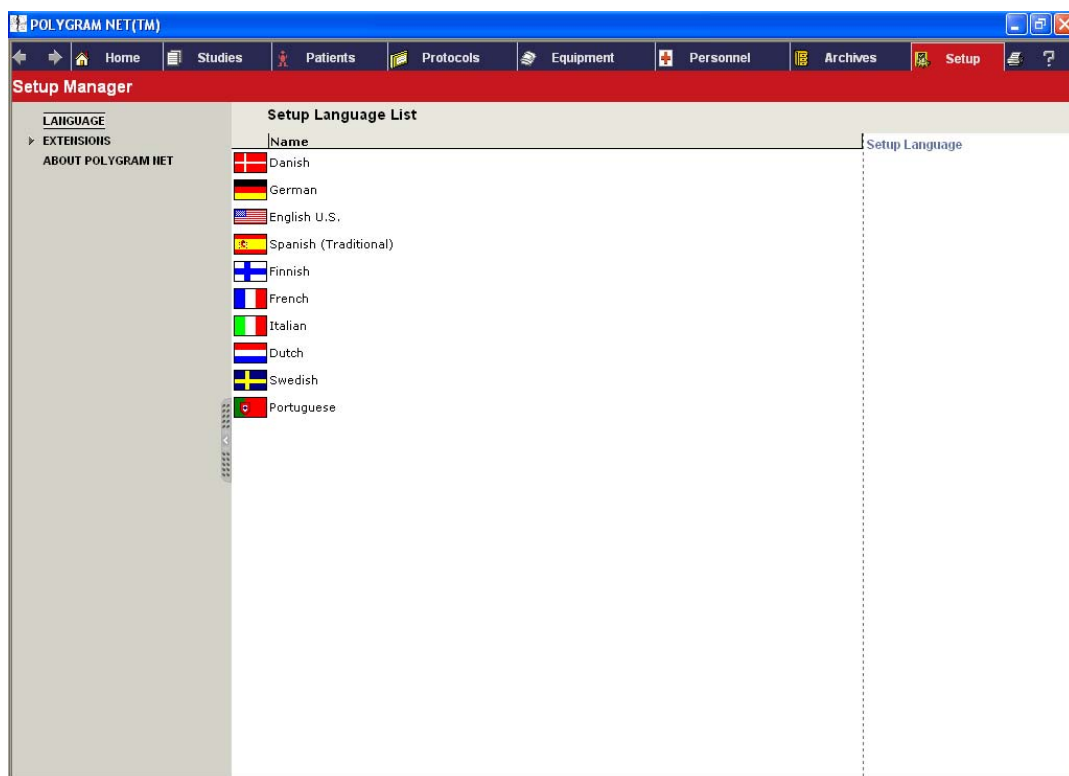 POLYGRAM NET(TM)
Home Studies Patients Protocols Equipment Personnel Archives Setup ?
Setup Manager
LANGUAGE
EXTENSIONS
ABOUT POLYGRAM NET
Setup Language List
Name
Danish
German
English U.S.
Spanish (Traditional)
Finnish
French
Italian
Dutch
Swedish
Portuguese
Setup Language